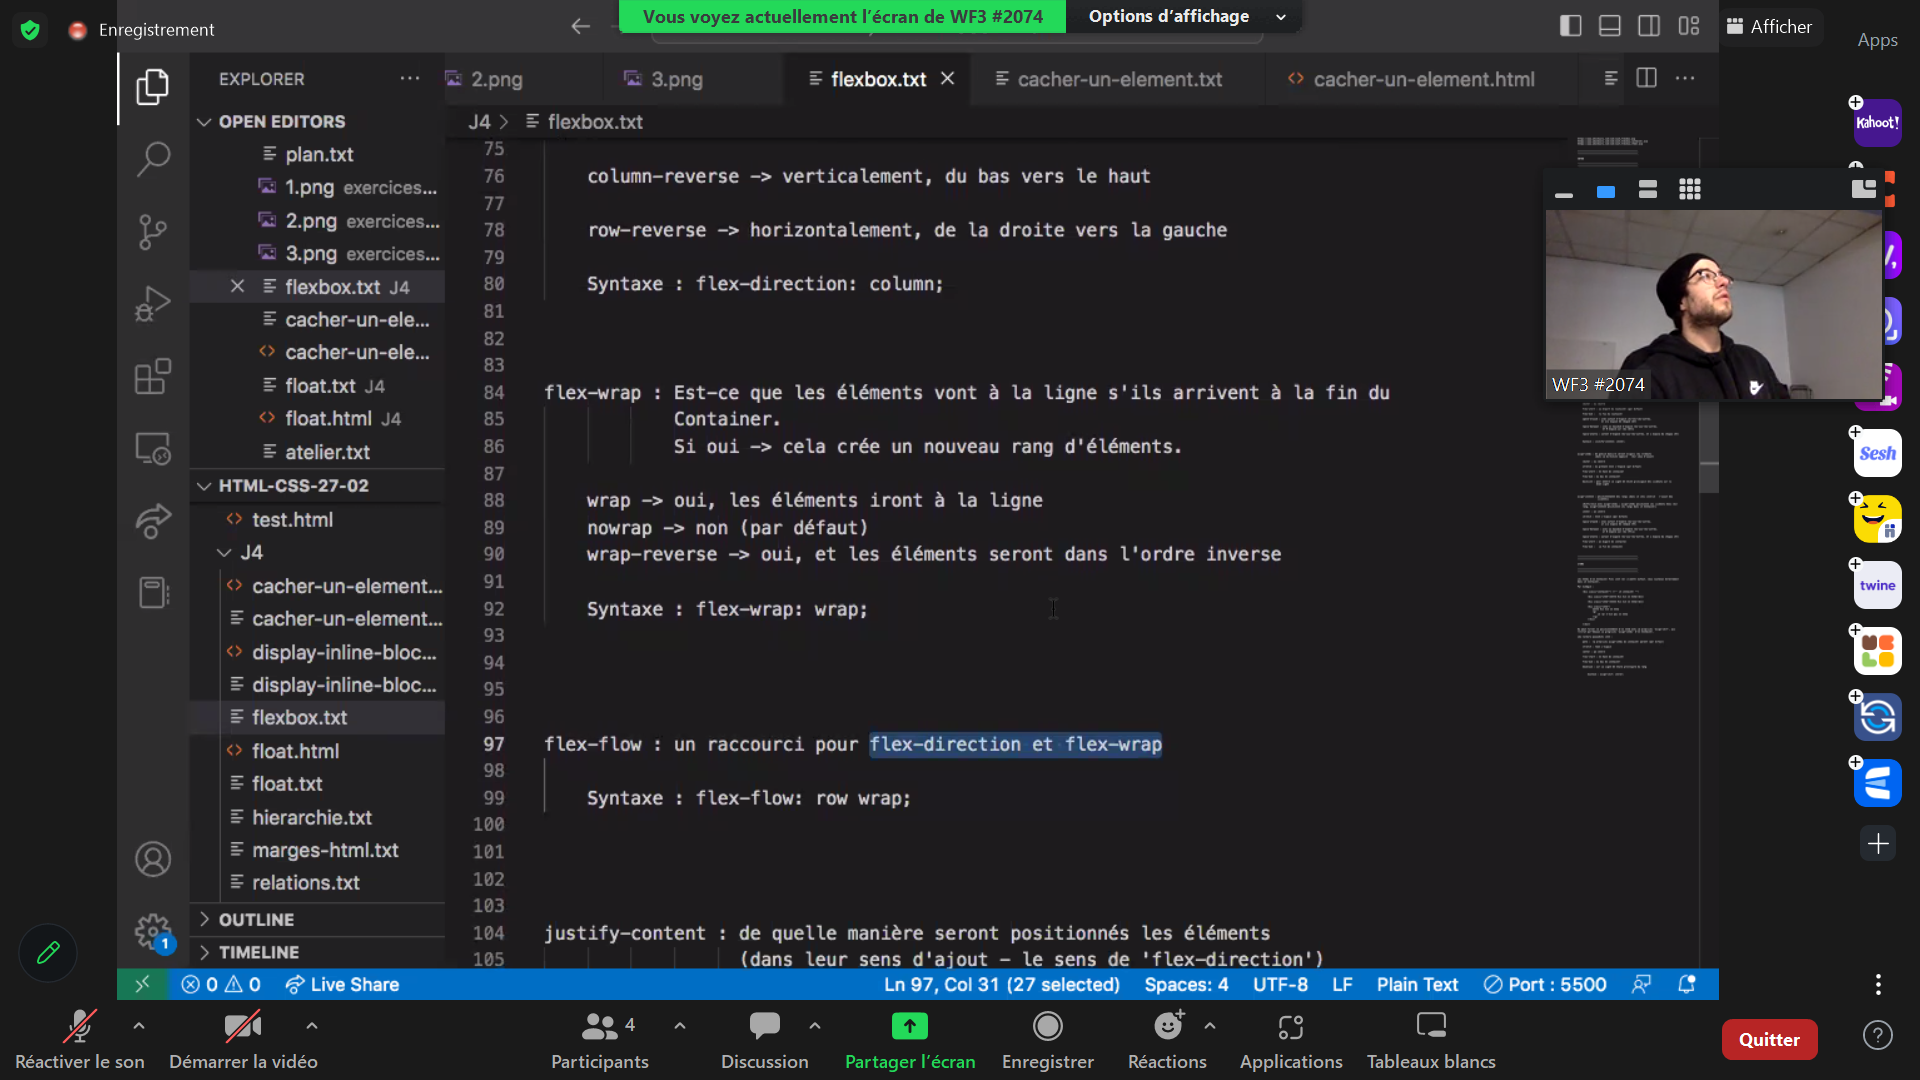 Vous voyez actuellement l'écran de WF3 #2074
Options d'affichage
Enregistrement
Afficher
Apps
EXPLORER
2.png
3.png
flexbox.txt
cacher-un-element.txt
cacher-un-element.html
OPEN EDITORS
J4
flexbox.txt
plan.txt
1.png exercices...
2.png exercices...
3.png exercices...
flexbox.txt J4
cacher-un-ele...
cacher-un-ele...
float.txt J4
float.html J4
atelier.txt
HTML-CSS-27-02
test.html
J4
cacher-un-element...
cacher-un-element...
display-inline-bloc...
display-inline-bloc...
flexbox.txt
float.html
float.txt
hierarchie.txt
marges-html.txt
relations.txt
OUTLINE
TIMELINE
1
75
76 column-reverse -> verticalement, du bas vers le haut
77
78 row-reverse -> horizontalement, de la droite vers la gauche
79
80 Syntaxe : flex-direction: column;
81
82
83
84 flex-wrap : Est-ce que les éléments vont à la ligne s'ils arrivent à la fin du
85 Container.
86 Si oui -> cela crée un nouveau rang d'éléments.
87
88 wrap -> oui, les éléments iront à la ligne
89 nowrap -> non (par défaut)
90 wrap-reverse -> oui, et les éléments seront dans l'ordre inverse
91
92 Syntaxe : flex-wrap: wrap;
93
94
95
96
97 flex-flow : un raccourci pour flex-direction et flex-wrap
98
99 Syntaxe : flex-flow: row wrap;
100
101
102
103
104 justify-content : de quelle manière seront positionnés les éléments
105 (dans leur sens d'ajout - le sens de 'flex-direction')
WF3 #2074
Kahoot!
Sesh
twine
0 0
Live Share
Ln 97, Col 31 (27 selected)
Spaces: 4
UTF-8
LF
Plain Text
Port : 5500
Réactiver le son
Démarrer la vidéo
4
Participants
Discussion
Partager l'écran
Enregistrer
Réactions
Applications
Tableaux blancs
Quitter